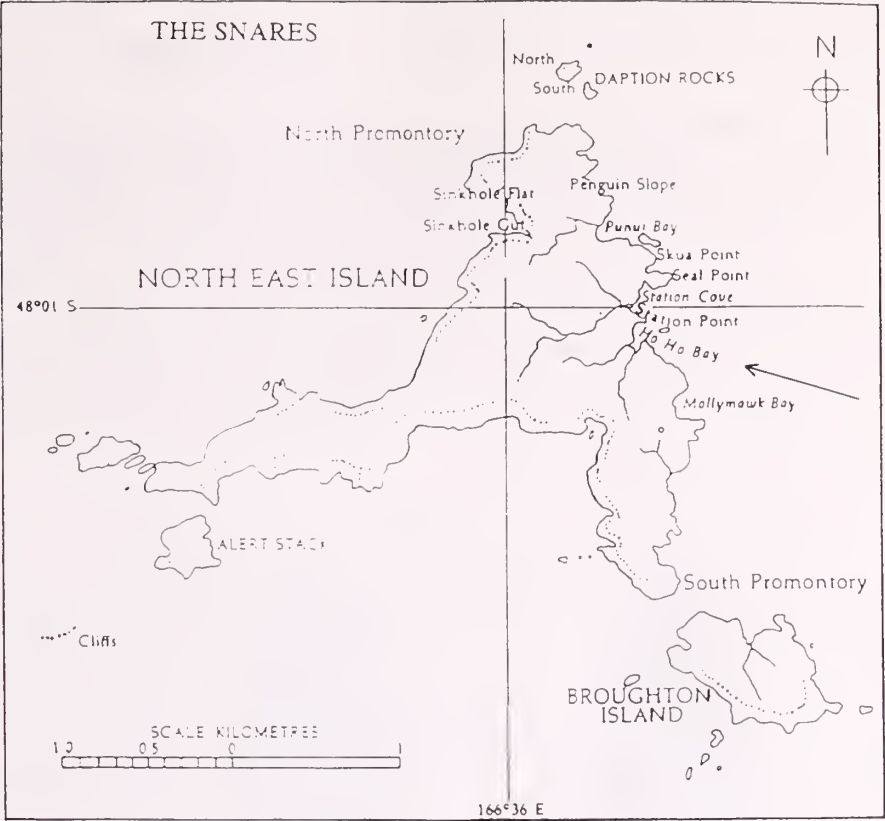 THE SNARES
N
North
South
DAPTION ROCKS
North Promontory
Sinkhole Flat
Penguin Slope
Sinkhole Gut
Punui Bay
Skua Point
Seal Point
NORTH EAST ISLAND
Station Cove
48°01 S
Station Point
Ho Ho Bay
Mollymawk Bay
ALERT STACK
South Promontory
Cliffs
BROUGHTON
ISLAND
SCALE KILOMETRES
1.0 0.5 0 1
166°36 E